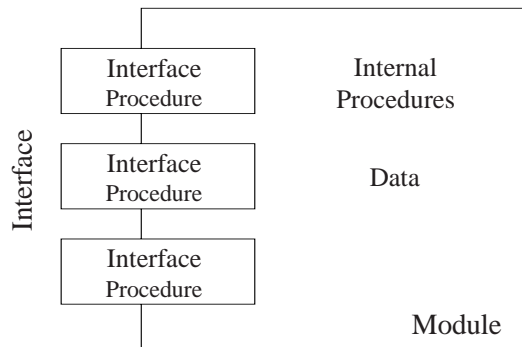 Interface
Interface
Procedure
Interface
Procedure
Interface
Procedure
Internal
Procedures
Data
Module